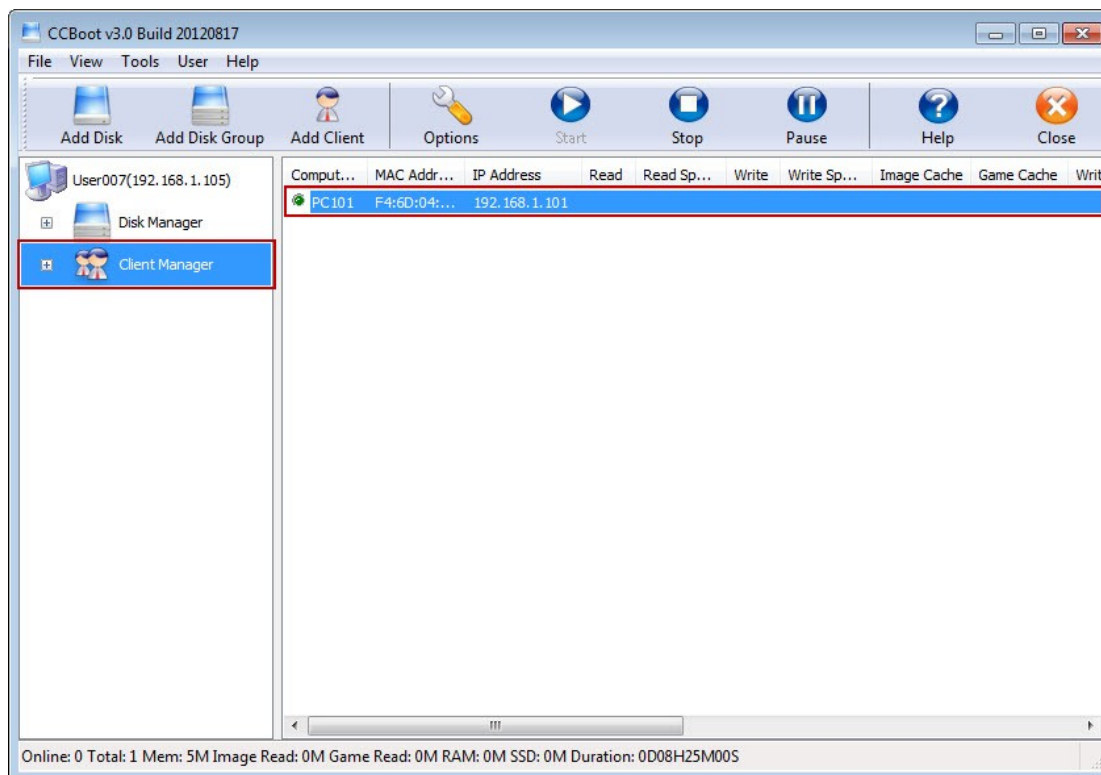 CCBoot v3.0 Build 20120817
File View Tools User Help
Add Disk Add Disk Group Add Client Options Start Stop Pause Help Close
User007(192.168.1.105)
Disk Manager
Client Manager
Comput... MAC Addr... IP Address Read Read Sp... Write Write Sp... Image Cache Game Cache Writ
PC101 F4:6D:04:... 192.168.1.101
Online: 0 Total: 1 Mem: 5M Image Read: 0M Game Read: 0M RAM: 0M SSD: 0M Duration: 0D08H25M00S